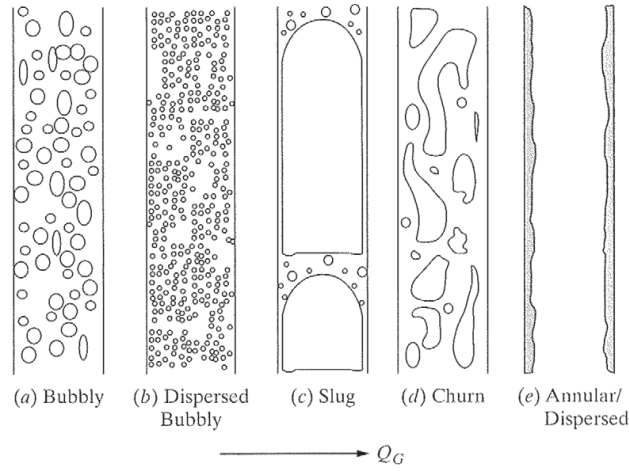 (a) Bubbly
(b) Dispersed
Bubbly
(c) Slug
(d) Churn
(e) Annular/
Dispersed
Q_G